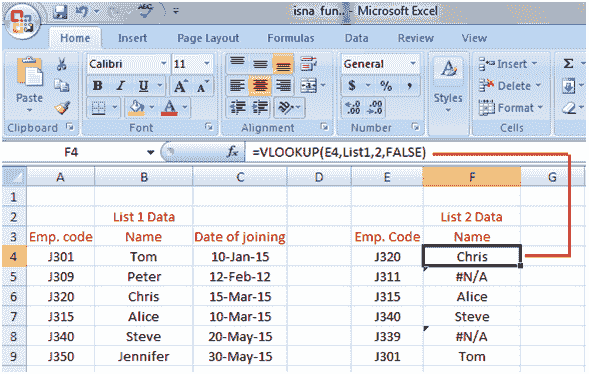 isna_fun... - Microsoft Excel
Home Insert Page Layout Formulas Data Review View
Calibri 11 General Insert
Paste B I U A A $ % , Styles Delete
Format
Clipboard Font Alignment Number Cells
F4 fx =VLOOKUP(E4,List1,2,FALSE)
A B C D E F G
1
2 List 1 Data List 2 Data
3 Emp. code Name Date of joining Emp. Code Name
4 J301 Tom 10-Jan-15 J320 Chris
5 J309 Peter 12-Feb-12 J311 #N/A
6 J320 Chris 15-Mar-15 J315 Alice
7 J315 Alice 10-Mar-15 J340 Steve
8 J340 Steve 20-May-15 J339 #N/A
9 J350 Jennifer 30-May-15 J301 Tom